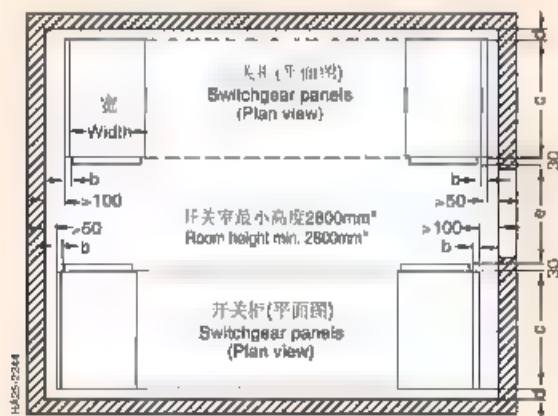 开关柜(平面图)
Switchgear panels
(Plan view)
宽
Width
d
c
30
b
b
>100
>50
e
开关室最小高度2800mm*
Room height min. 2800mm*
>50
>100
b
b
30
开关柜(平面图)
Switchgear panels
(Plan view)
c
d
HA25-2244